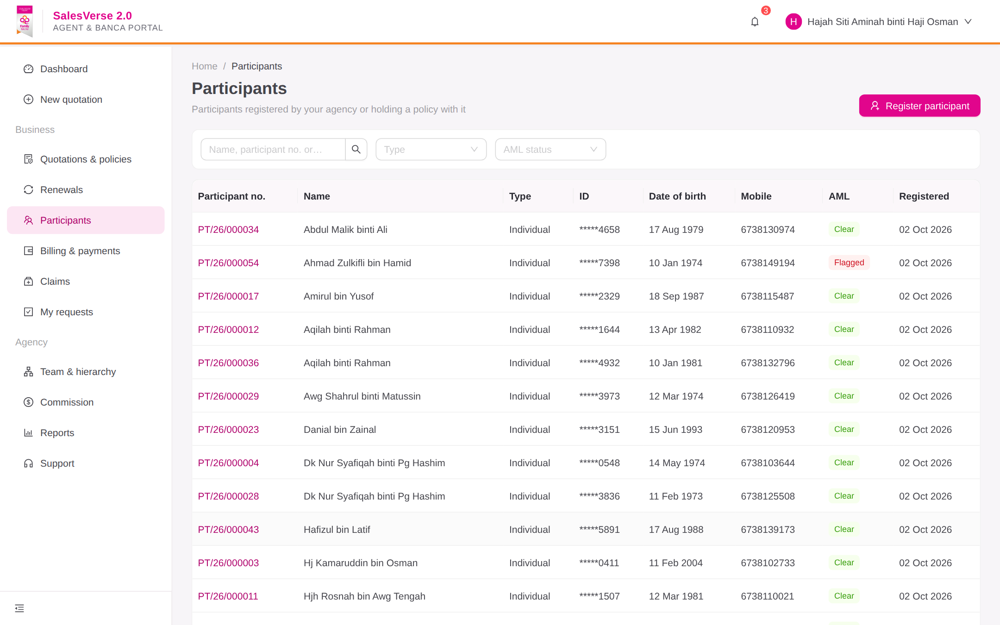 SalesVerse 2.0
AGENT & BANCA PORTAL
Family
3
H
Hajah Siti Aminah binti Haji Osman
Dashboard
New quotation
Business
Quotations & policies
Renewals
Participants
Billing & payments
Claims
My requests
Agency
Team & hierarchy
Commission
Reports
Support
Home / Participants
Participants
Participants registered by your agency or holding a policy with it
Register participant
Name, participant no. or…
Type
AML status
Participant no. Name Type ID Date of birth Mobile AML Registered
PT/26/000034 Abdul Malik binti Ali Individual *****4658 17 Aug 1979 6738130974 Clear 02 Oct 2026
PT/26/000054 Ahmad Zulkifli bin Hamid Individual *****7398 10 Jan 1974 6738149194 Flagged 02 Oct 2026
PT/26/000017 Amirul bin Yusof Individual *****2329 18 Sep 1987 6738115487 Clear 02 Oct 2026
PT/26/000012 Aqilah binti Rahman Individual *****1644 13 Apr 1982 6738110932 Clear 02 Oct 2026
PT/26/000036 Aqilah binti Rahman Individual *****4932 10 Jan 1981 6738132796 Clear 02 Oct 2026
PT/26/000029 Awg Shahrul binti Matussin Individual *****3973 12 Mar 1974 6738126419 Clear 02 Oct 2026
PT/26/000023 Danial bin Zainal Individual *****3151 15 Jun 1993 6738120953 Clear 02 Oct 2026
PT/26/000004 Dk Nur Syafiqah binti Pg Hashim Individual *****0548 14 May 1974 6738103644 Clear 02 Oct 2026
PT/26/000028 Dk Nur Syafiqah binti Pg Hashim Individual *****3836 11 Feb 1973 6738125508 Clear 02 Oct 2026
PT/26/000043 Hafizul bin Latif Individual *****5891 17 Aug 1988 6738139173 Clear 02 Oct 2026
PT/26/000003 Hj Kamaruddin bin Osman Individual *****0411 11 Feb 2004 6738102733 Clear 02 Oct 2026
PT/26/000011 Hjh Rosnah bin Awg Tengah Individual *****1507 12 Mar 1981 6738110021 Clear 02 Oct 2026